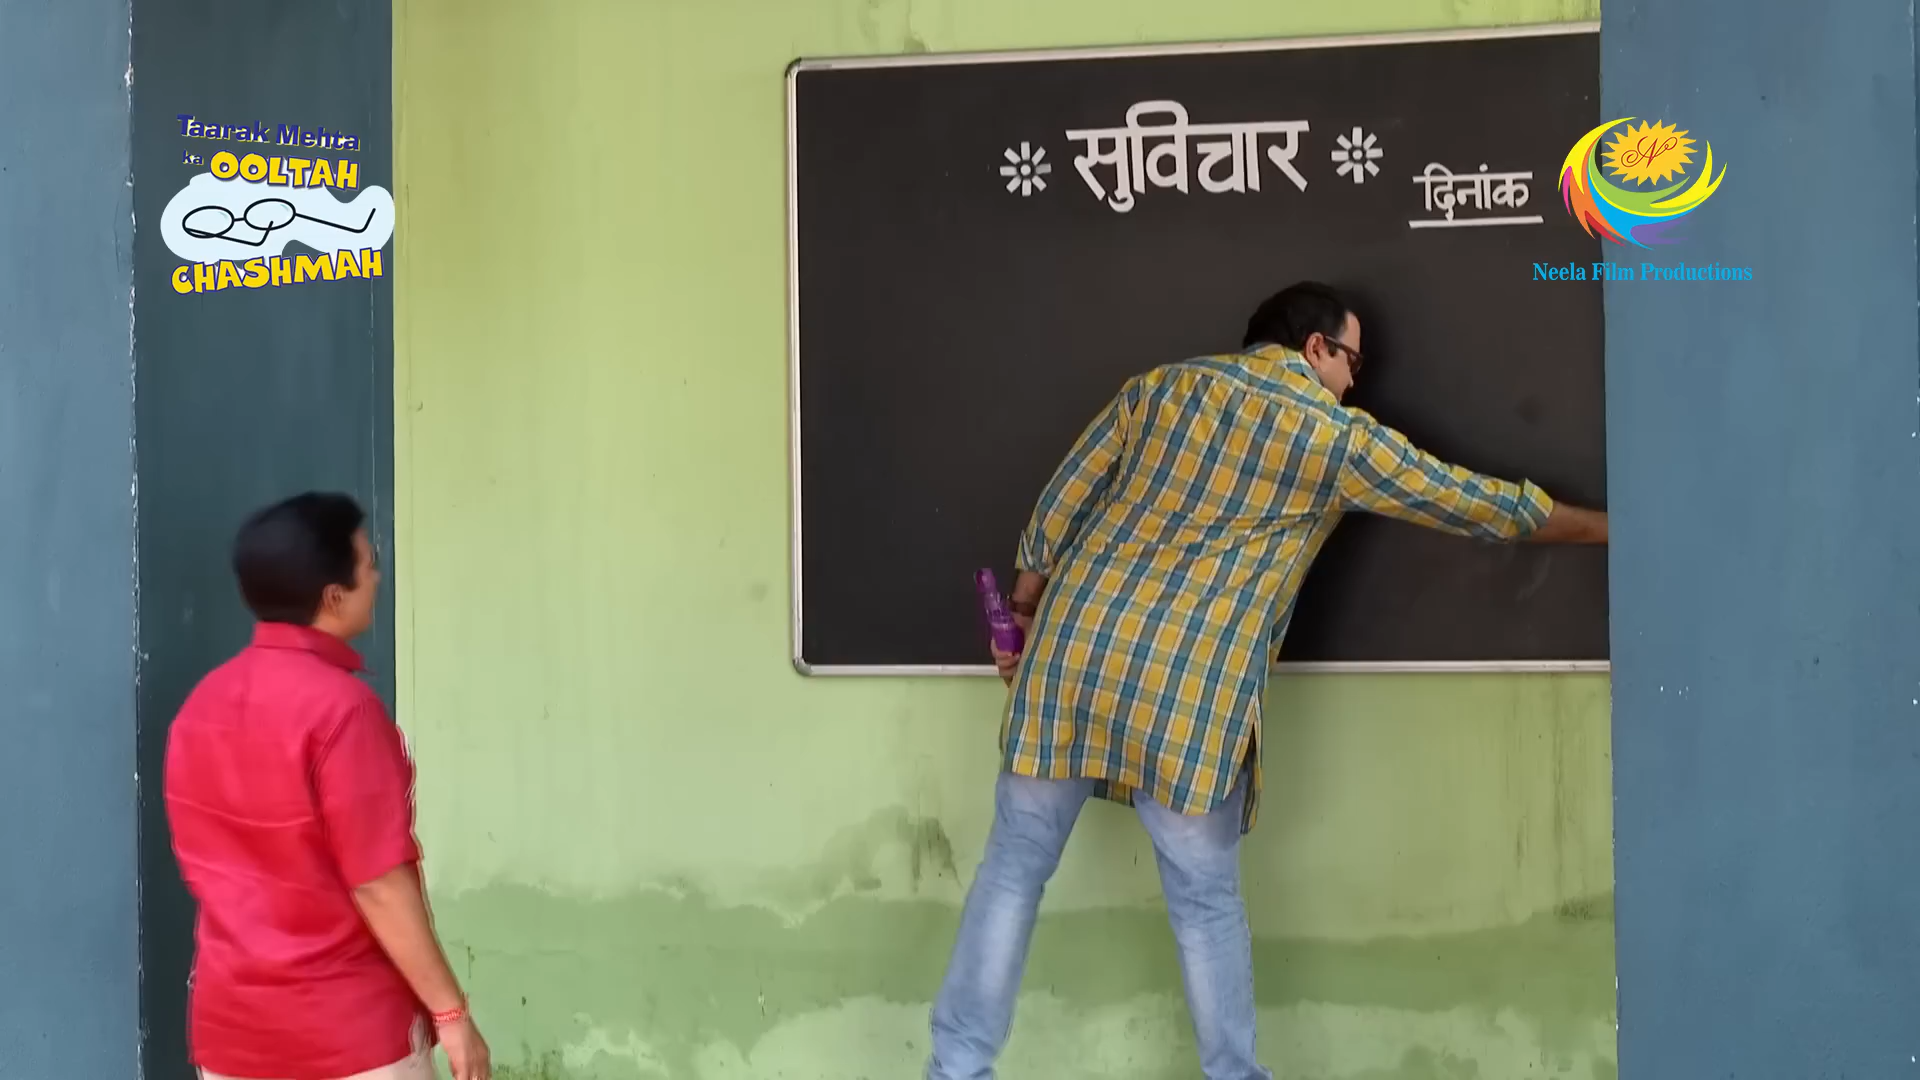 Taarak Mehta
ka OOLTAH
CHASHMAH
* सुविचार *
दिनांक
N
Neela Film Productions